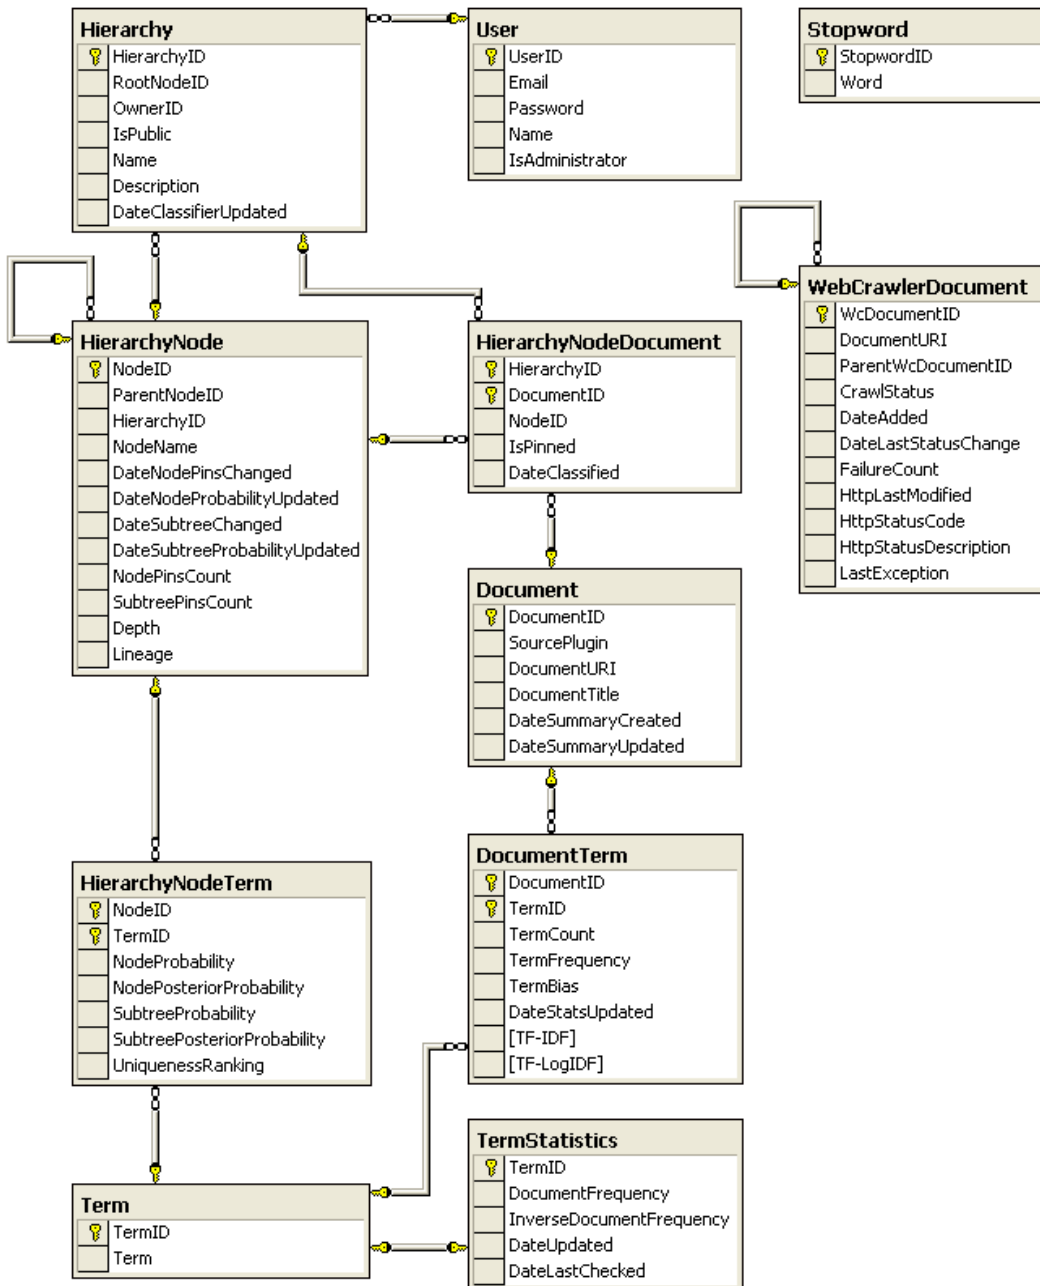 Hierarchy
HierarchyID
RootNodeID
OwnerID
IsPublic
Name
Description
DateClassifierUpdated
User
UserID
Email
Password
Name
IsAdministrator
Stopword
StopwordID
Word
WebCrawlerDocument
WcDocumentID
DocumentURI
ParentWcDocumentID
CrawlStatus
DateAdded
DateLastStatusChange
FailureCount
HttpLastModified
HttpStatusCode
HttpStatusDescription
LastException
HierarchyNode
NodeID
ParentNodeID
HierarchyID
NodeName
DateNodePinsChanged
DateNodeProbabilityUpdated
DateSubtreeChanged
DateSubtreeProbabilityUpdated
NodePinsCount
SubtreePinsCount
Depth
Lineage
HierarchyNodeDocument
HierarchyID
DocumentID
NodeID
IsPinned
DateClassified
Document
DocumentID
SourcePlugin
DocumentURI
DocumentTitle
DateSummaryCreated
DateSummaryUpdated
HierarchyNodeTerm
NodeID
TermID
NodeProbability
NodePosteriorProbability
SubtreeProbability
SubtreePosteriorProbability
UniquenessRanking
DocumentTerm
DocumentID
TermID
TermCount
TermFrequency
TermBias
DateStatsUpdated
[TF-IDF]
[TF-LogIDF]
Term
TermID
Term
TermStatistics
TermID
DocumentFrequency
InverseDocumentFrequency
DateUpdated
DateLastChecked